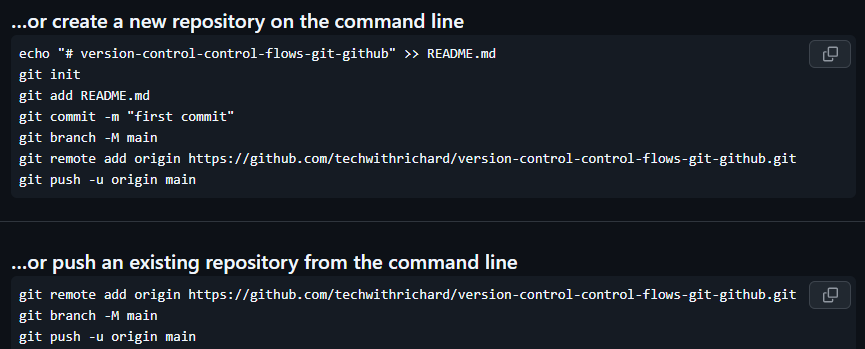 ...or create a new repository on the command line
echo "# version-control-control-flows-git-github" >> README.md
git init
git add README.md
git commit -m "first commit"
git branch -M main
git remote add origin https://github.com/techwithrichard/version-control-control-flows-git-github.git
git push -u origin main
...or push an existing repository from the command line
git remote add origin https://github.com/techwithrichard/version-control-control-flows-git-github.git
git branch -M main
git push -u origin main